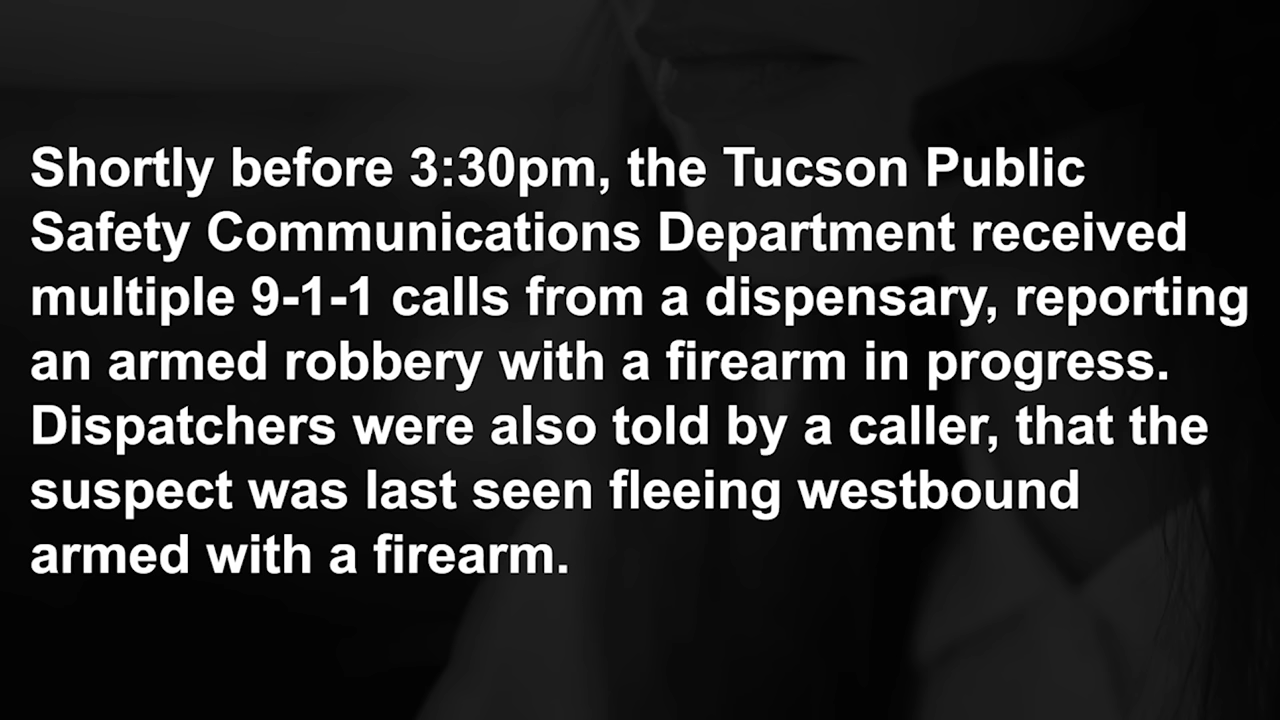 Shortly before 3:30pm, the Tucson Public
Safety Communications Department received
multiple 9-1-1 calls from a dispensary, reporting
an armed robbery with a firearm in progress.
Dispatchers were also told by a caller, that the
suspect was last seen fleeing westbound
armed with a firearm.